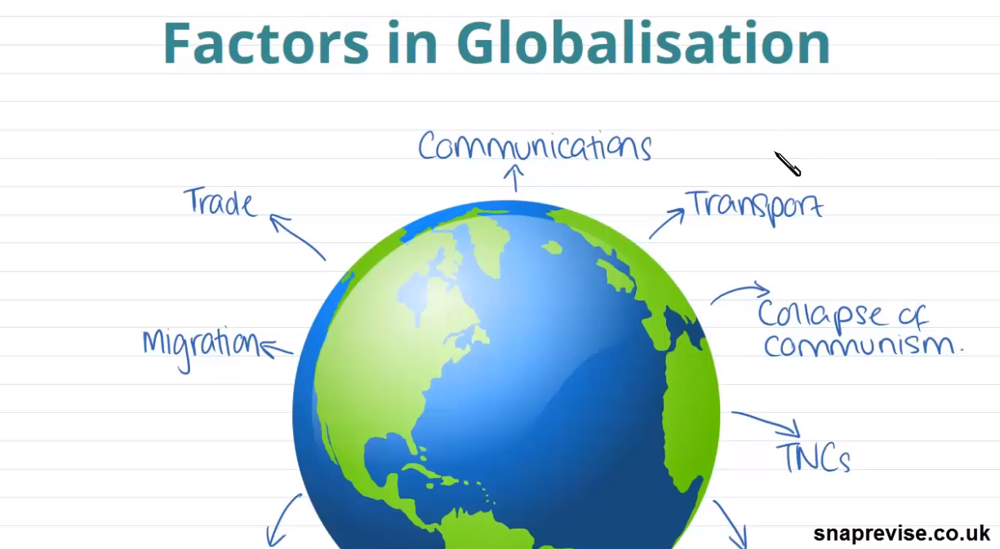 Factors in Globalisation
Communications
Trade
Transport
Collapse of
communism.
Migration
TNCs
snaprevise.co.uk